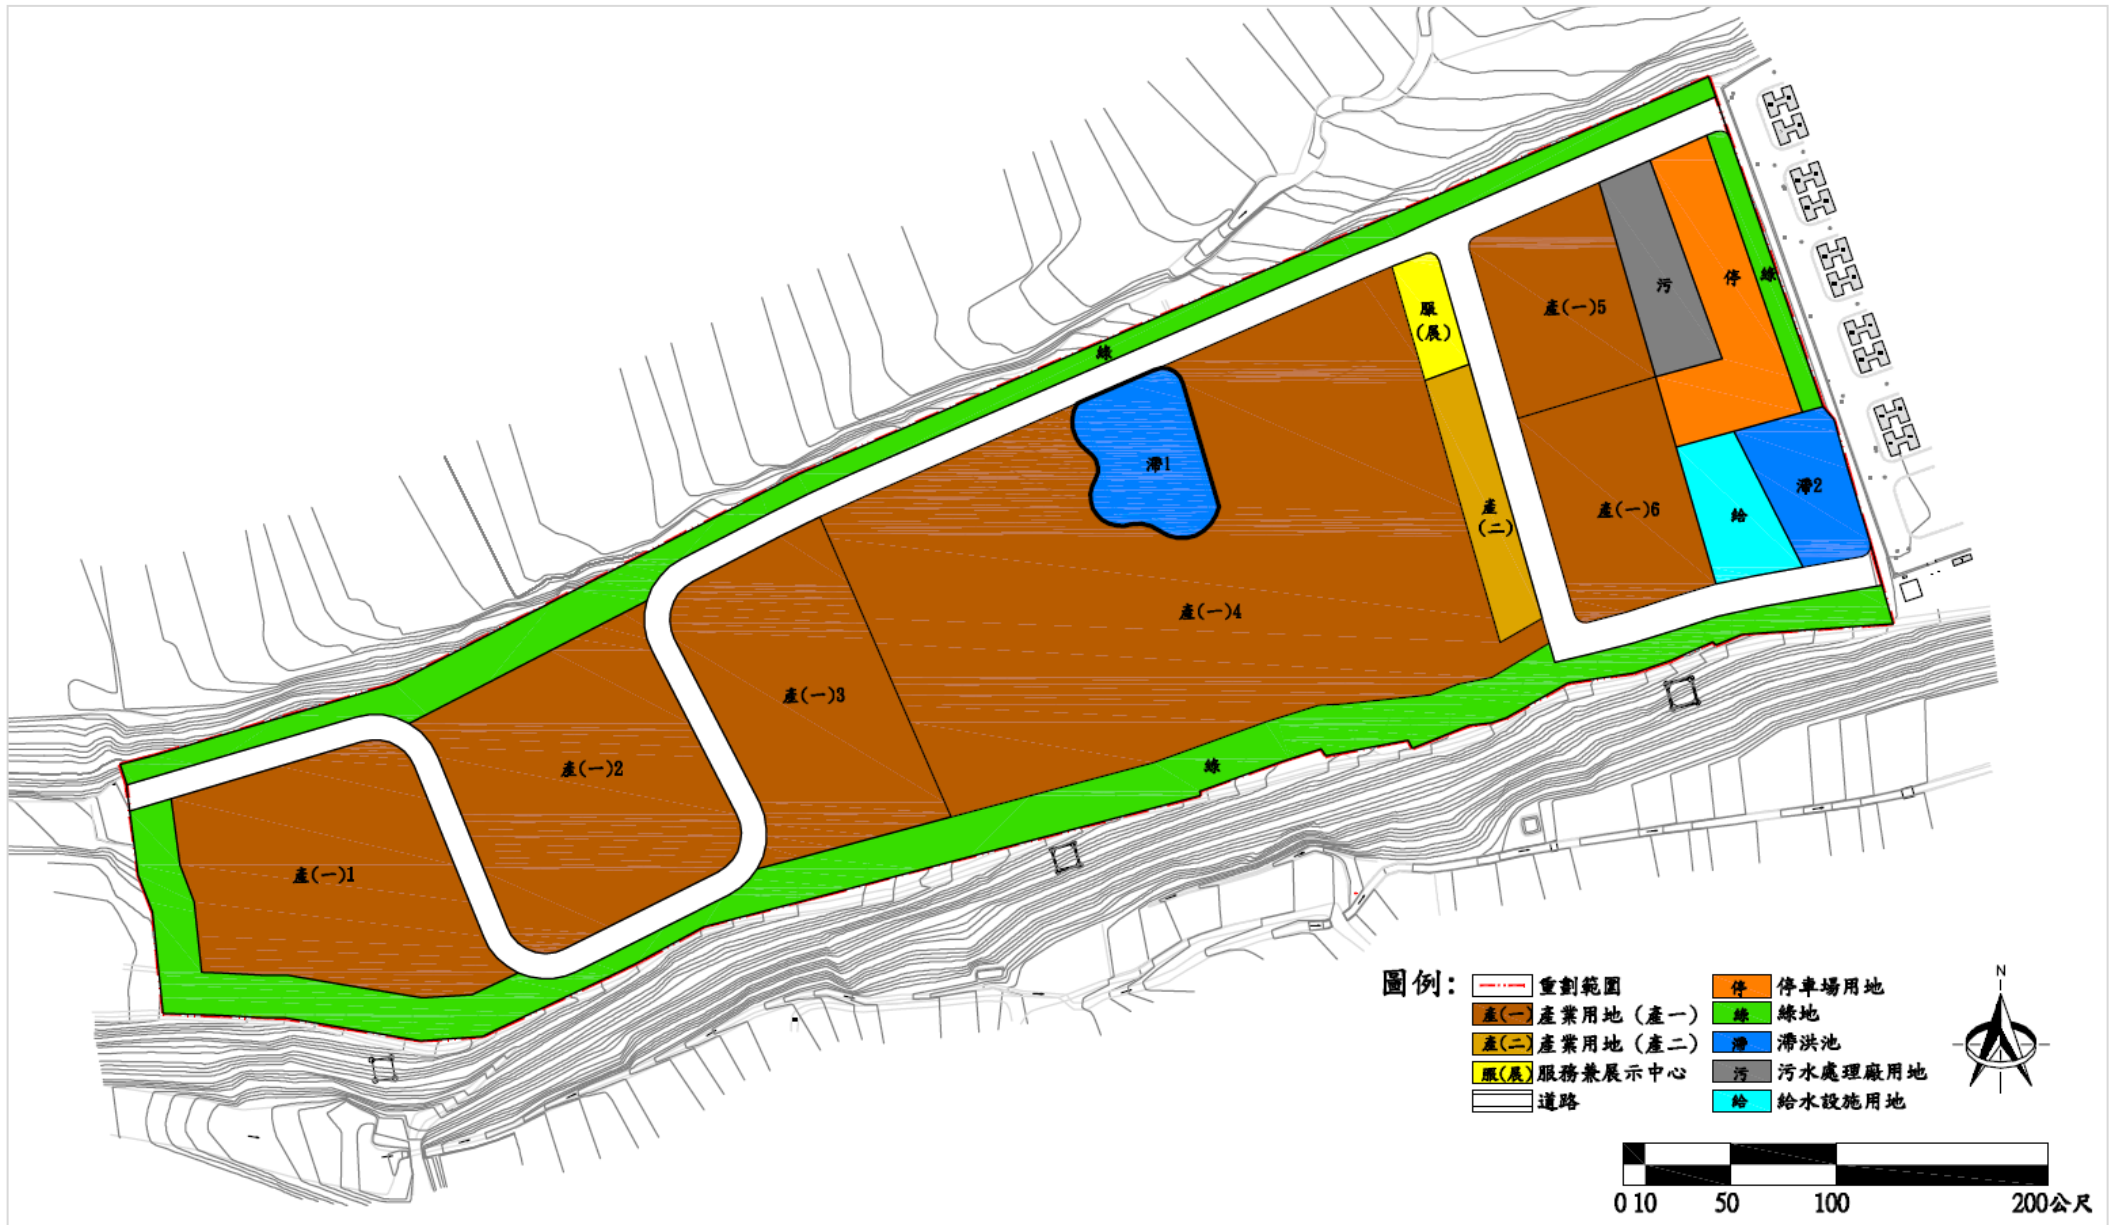 綠
停
污
產(一)5
服
(展)
綠
滯1
滯2
產
(二)
產(一)6
給
產(一)4
產(一)3
產(一)2
綠
產(一)1
圖例：
重劃範圍
產(一) 產業用地（產一）
產(二) 產業用地（產二）
服(展) 服務兼展示中心
道路
停 停車場用地
綠 綠地
滯 滯洪池
污 污水處理廠用地
給 給水設施用地
N
0 10 50 100 200公尺